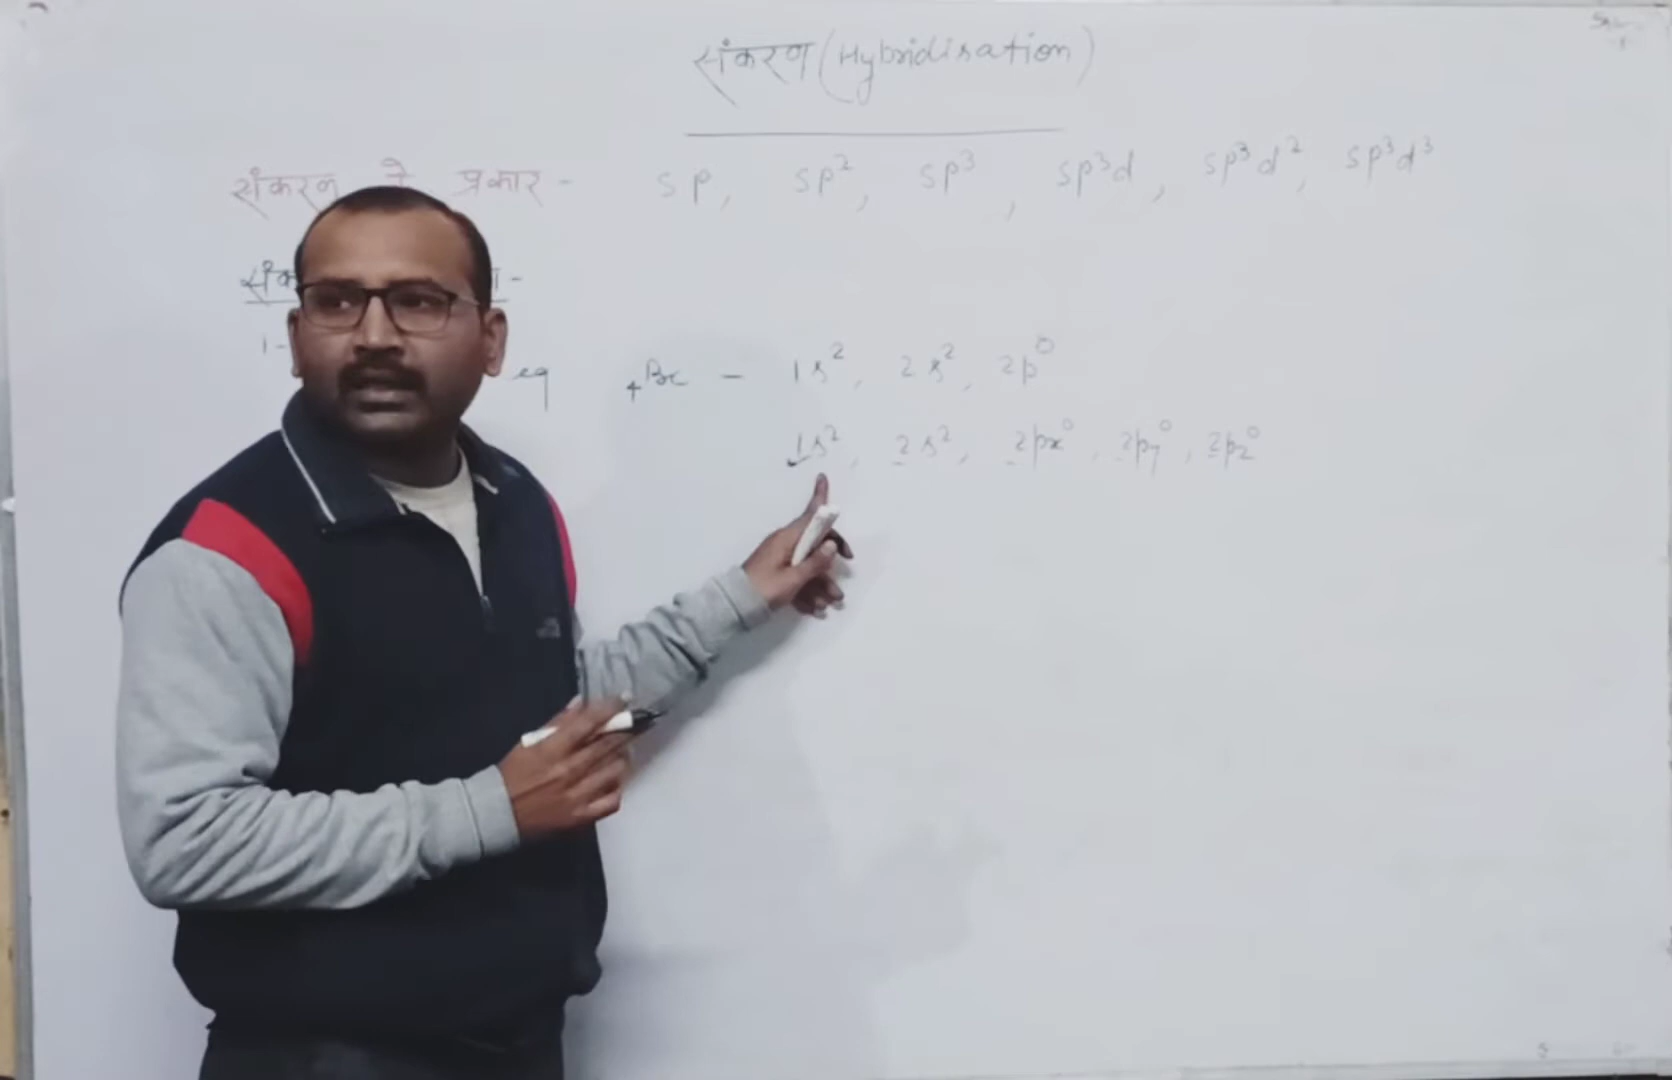 संकरण (Hybridisation)
संकरण के प्रकार - sp, sp², sp³, sp³d, sp³d², sp³d³
1-
eg ₄Be - 1s², 2s², 2p⁰
1s², 2s², 2px⁰, 2py⁰, 2pz⁰